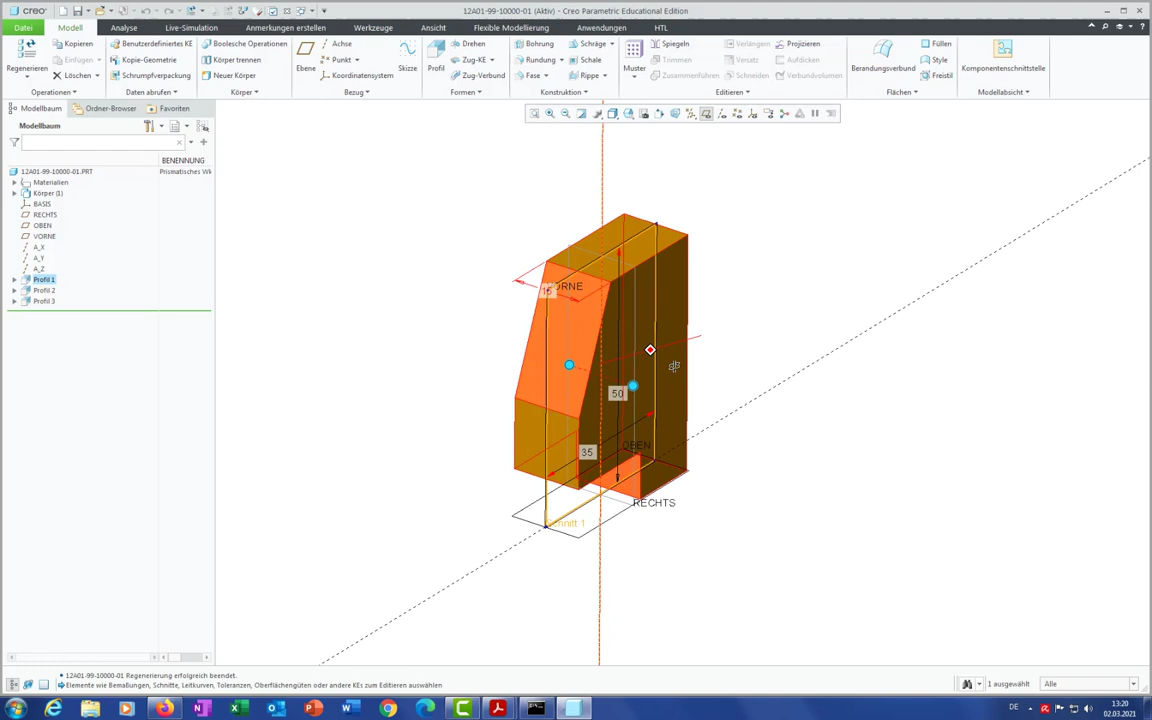 creo
12A01-99-10000-01 (Aktiv) - Creo Parametric Educational Edition
Datei Modell Analyse Live-Simulation Anmerkungen erstellen Werkzeuge Ansicht Flexible Modellierung Anwendungen HTL
Kopieren Benutzerdefiniertes KE Boolesche Operationen Achse Drehen Bohrung Schräge Spiegeln Verlängern Projizieren Füllen
Einfügen Kopie-Geometrie Körper trennen Punkt Zug-KE Rundung Schale Trimmen Versatz Aufdicken Style
Regenerieren Löschen Schrumpfverpackung Neuer Körper Ebene Koordinatensystem Skizze Profil Zug-Verbund Fase Rippe Muster Zusammenführen Schneiden Verbundvolumen Berandungsverbund Freistil Komponentenschnittstelle
Operationen Daten abrufen Körper Bezug Formen Konstruktion Editieren Flächen Modellabsicht
Modellbaum Ordner-Browser Favoriten
Modellbaum
BENENNUNG
12A01-99-10000-01.PRT Prismatisches Wk
Materialien
Körper (1)
BASIS
RECHTS
OBEN
VORNE
A_X
A_Y
A_Z
Profil 1
Profil 2
Profil 3
15 VORNE
50
OBEN
35
RECHTS
Schnitt 1
12A01-99-10000-01 Regenerierung erfolgreich beendet.
Elemente wie Bemaßungen, Schnitte, Leitkurven, Toleranzen, Oberflächengüten oder andere KEs zum Editieren auswählen
1 ausgewählt Alle
DE 13:20
02.03.2021